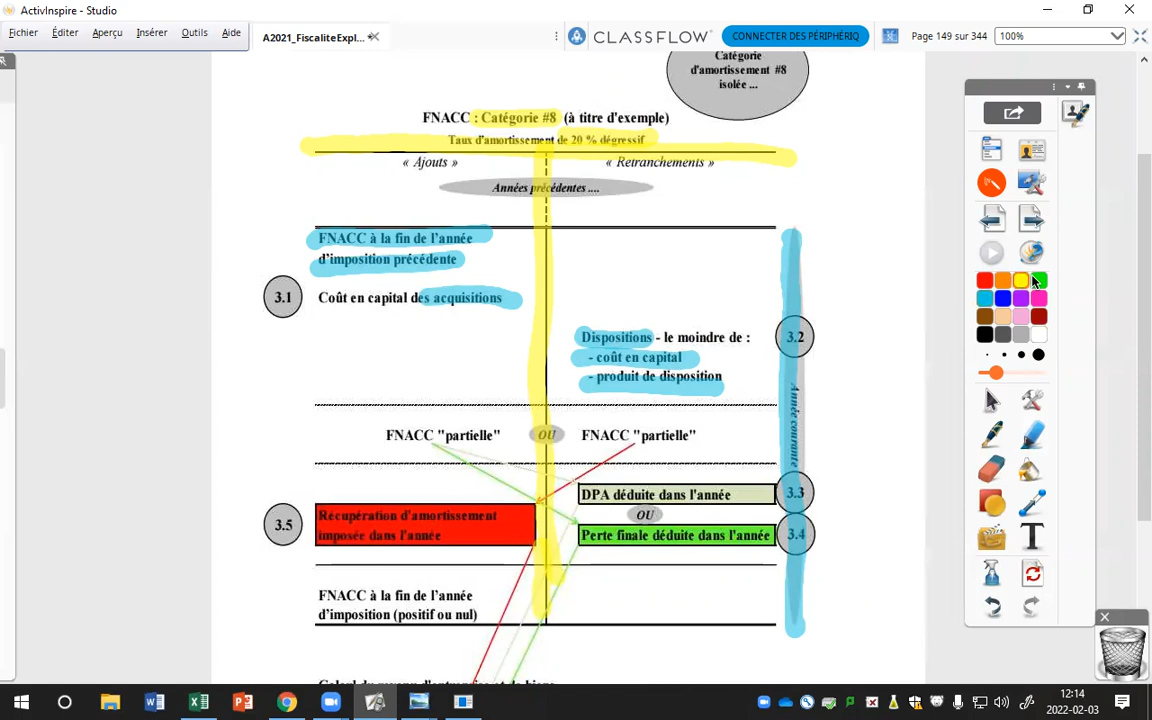 ActivInspire - Studio
Fichier Éditer Aperçu Insérer Outils Aide
A2021_FiscaliteExpl...
CLASSFLOW
CONNECTER DES PÉRIPHÉRIQ
Page 149 sur 344
100%
Catégorie
d'amortissement #8
isolée ...
FNACC : Catégorie #8 (à titre d'exemple)
Taux d'amortissement de 20 % dégressif
« Ajouts »
« Retranchements »
Années précédentes ....
FNACC à la fin de l'année
d'imposition précédente
3.1
Coût en capital des acquisitions
Dispositions - le moindre de :
- coût en capital
- produit de disposition
3.2
Année courante
FNACC "partielle"
OU
FNACC "partielle"
DPA déduite dans l'année
3.3
OU
3.5
Récupération d'amortissement
imposée dans l'année
Perte finale déduite dans l'année
3.4
FNACC à la fin de l'année
d'imposition (positif ou nul)
T
12:14
2022-02-03